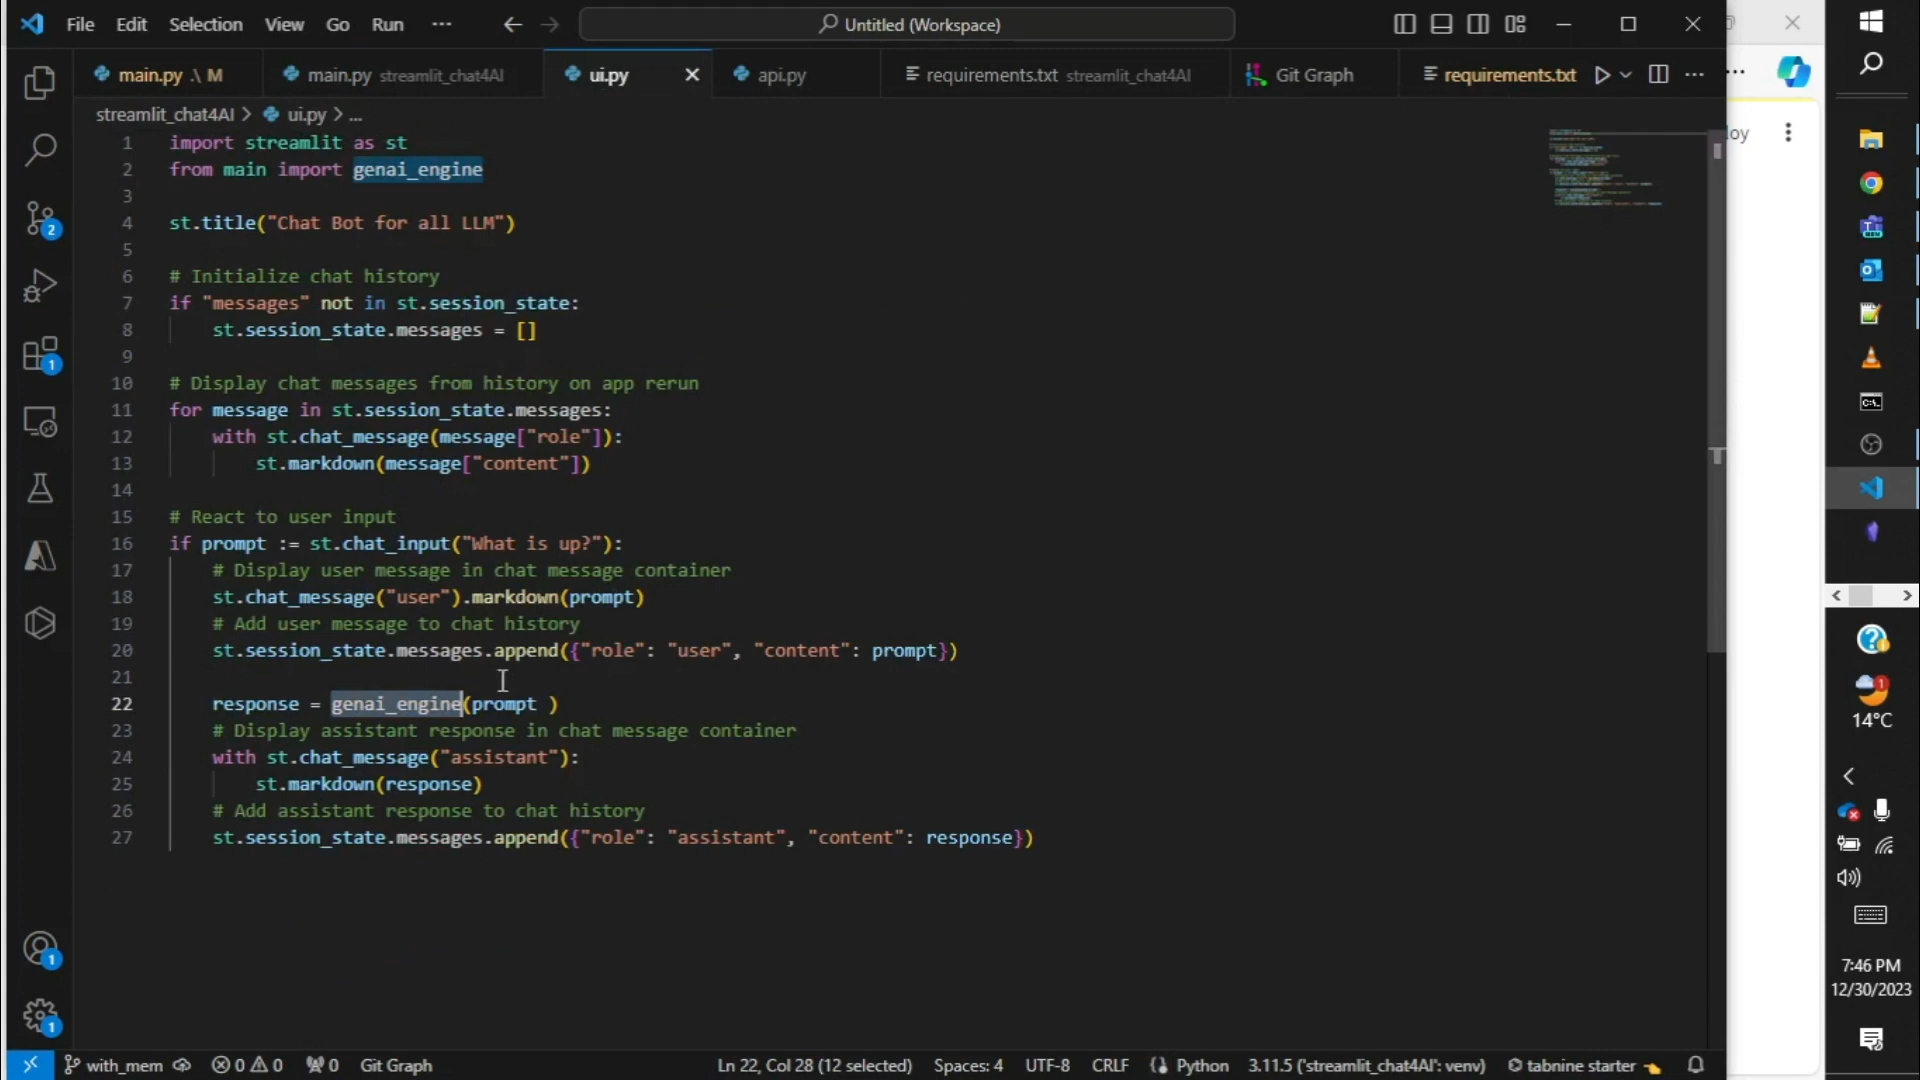 File Edit Selection View Go Run ··· Untitled (Workspace)
main.py .\ M main.py streamlit_chat4AI ui.py api.py requirements.txt streamlit_chat4AI Git Graph requirements.txt
streamlit_chat4AI > ui.py > ...
oy
1 import streamlit as st
2 from main import genai_engine
3
4 st.title("Chat Bot for all LLM")
5
6 # Initialize chat history
7 if "messages" not in st.session_state:
8 st.session_state.messages = []
9
10 # Display chat messages from history on app rerun
11 for message in st.session_state.messages:
12 with st.chat_message(message["role"]):
13 st.markdown(message["content"])
14
15 # React to user input
16 if prompt := st.chat_input("What is up?"):
17 # Display user message in chat message container
18 st.chat_message("user").markdown(prompt)
19 # Add user message to chat history
20 st.session_state.messages.append({"role": "user", "content": prompt})
21
22 response = genai_engine(prompt )
23 # Display assistant response in chat message container
24 with st.chat_message("assistant"):
25 st.markdown(response)
26 # Add assistant response to chat history
27 st.session_state.messages.append({"role": "assistant", "content": response})
2
1
1
1
1
14°C
7:46 PM
12/30/2023
with_mem 0 0 0 Git Graph Ln 22, Col 28 (12 selected) Spaces: 4 UTF-8 CRLF Python 3.11.5 ('streamlit_chat4AI': venv) tabnine starter